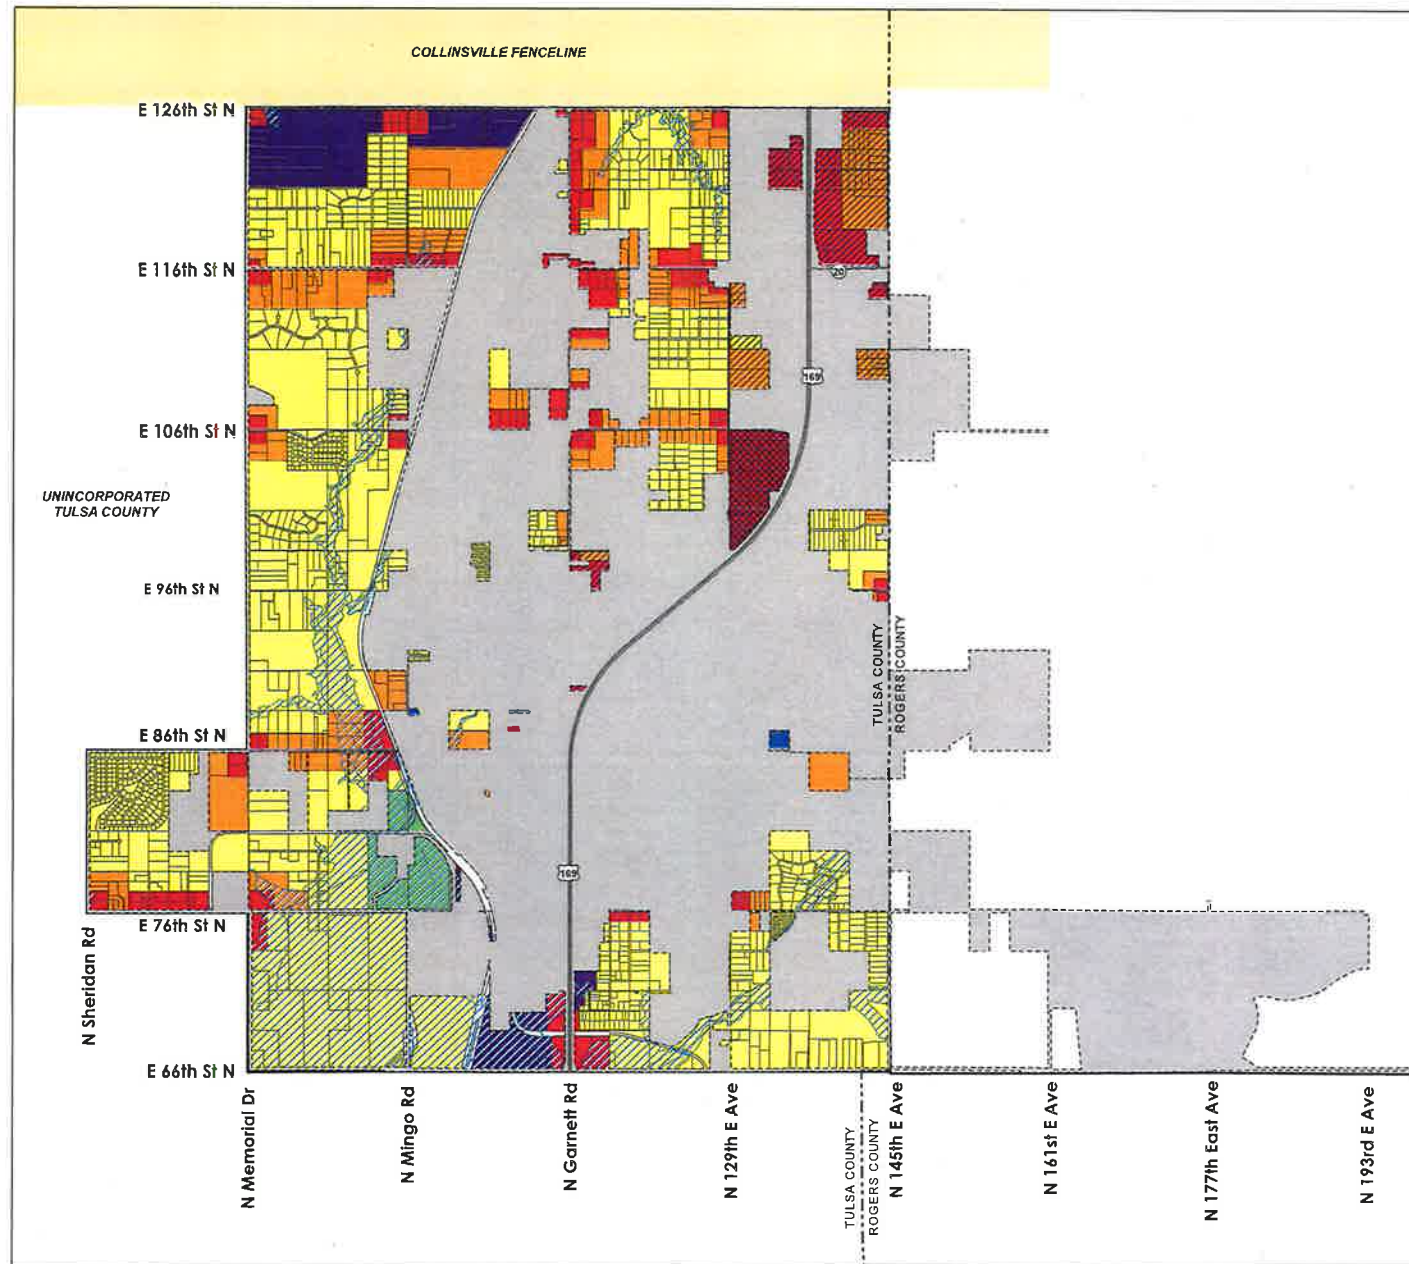 COLLINSVILLE FENCELINE
E 126th St N
E 116th St N
20
169
E 106th St N
UNINCORPORATED
TULSA COUNTY
E 96th St N
TULSA COUNTY
ROGERS COUNTY
E 86th St N
169
E 76th St N
N Sheridan Rd
E 66th St N
N Memorial Dr
N Mingo Rd
N Garnett Rd
N 129th E Ave
TULSA COUNTY
ROGERS COUNTY
N 145th E Ave
N 161st E Ave
N 177th East Ave
N 193rd E Ave